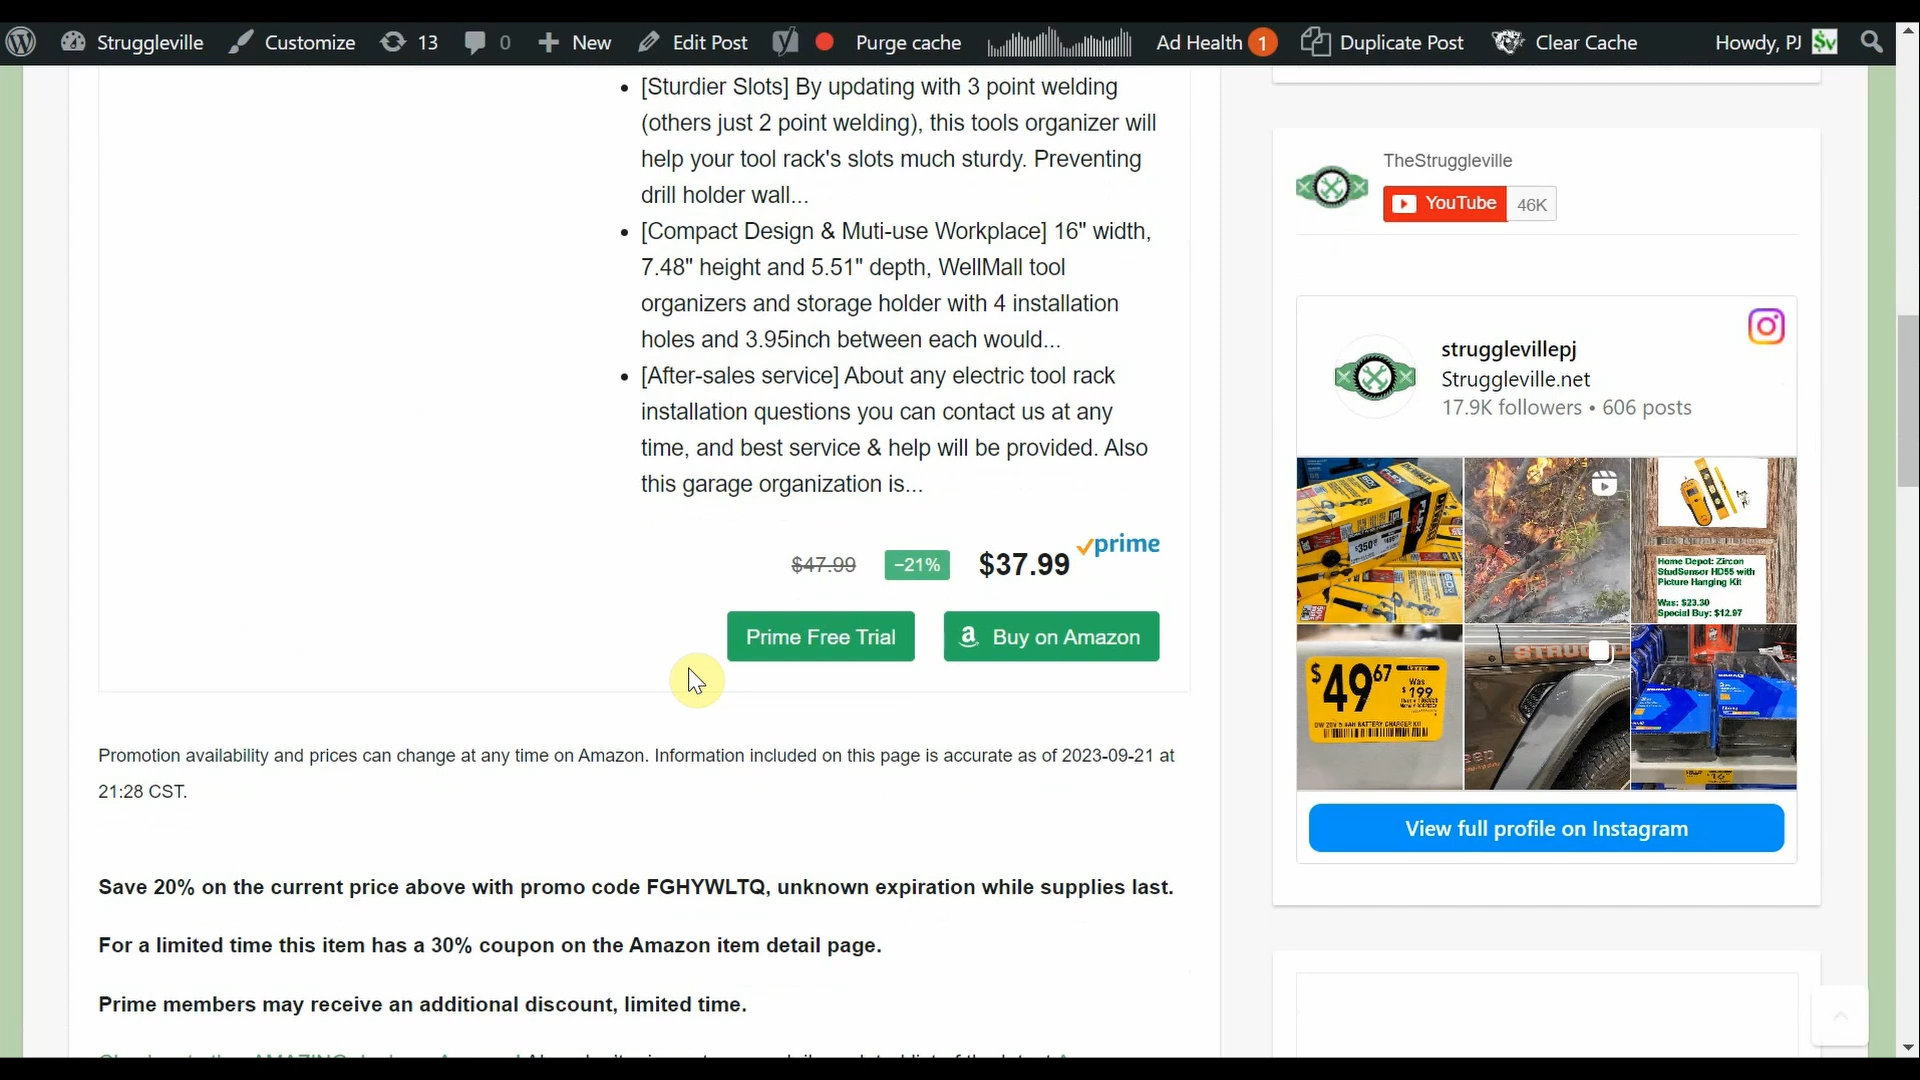 Struggleville
Customize
13
0
New
Edit Post
Purge cache
Ad Health 1
Duplicate Post
Clear Cache
Howdy, PJ
[Sturdier Slots] By updating with 3 point welding
(others just 2 point welding), this tools organizer will
help your tool rack's slots much sturdy. Preventing
drill holder wall...
[Compact Design & Muti-use Workplace] 16" width,
7.48" height and 5.51" depth, WellMall tool
organizers and storage holder with 4 installation
holes and 3.95inch between each would...
[After-sales service] About any electric tool rack
installation questions you can contact us at any
time, and best service & help will be provided. Also
this garage organization is...
$47.99 −21% $37.99 prime
Prime Free Trial
Buy on Amazon
Promotion availability and prices can change at any time on Amazon. Information included on this page is accurate as of 2023-09-21 at
21:28 CST.
Save 20% on the current price above with promo code FGHYWLTQ, unknown expiration while supplies last.
For a limited time this item has a 30% coupon on the Amazon item detail page.
Prime members may receive an additional discount, limited time.
TheStruggleville
YouTube 46K
strugglevillepj
Struggleville.net
17.9K followers • 606 posts
Home Depot: Zircon
StudSensor HD55 with
Picture Hanging Kit
Was: $23.30
Special Buy: $12.97
$49 67
Was
$199
View full profile on Instagram